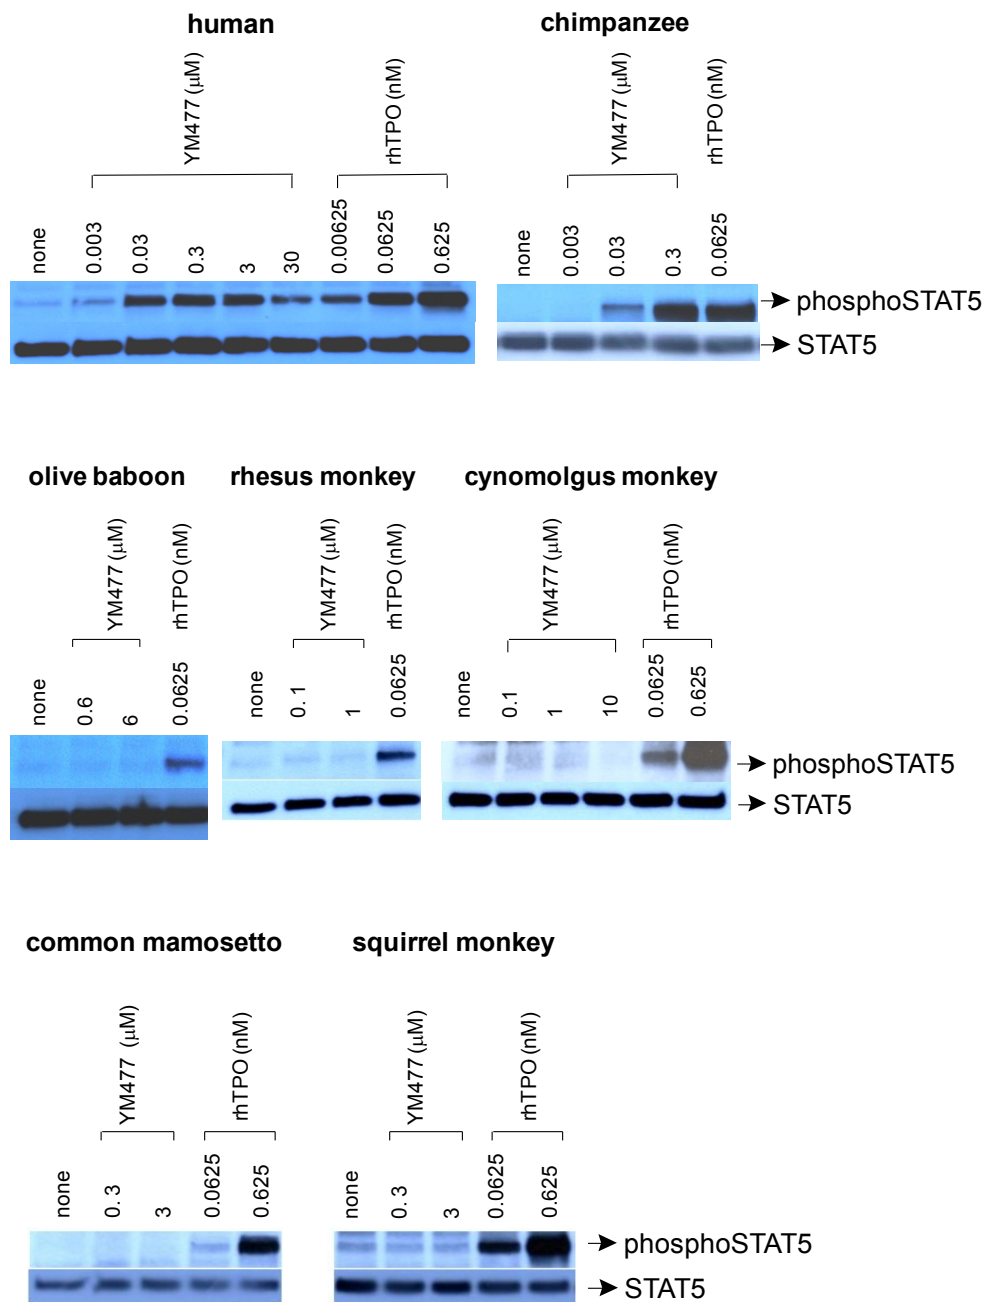 human
chimpanzee
YM477 (μM)
rhTPO (nM)
YM477 (μM)
rhTPO (nM)
none
0.003
0.03
0.3
3
30
0.00625
0.0625
0.625
none
0.003
0.03
0.3
0.0625
phosphoSTAT5
STAT5
olive baboon
rhesus monkey
cynomolgus monkey
YM477 (μM)
rhTPO (nM)
YM477 (μM)
rhTPO (nM)
YM477 (μM)
rhTPO (nM)
none
0.6
6
0.0625
none
0. 1
1
0.0625
none
0.1
1
10
0.0625
0.625
phosphoSTAT5
STAT5
common mamosetto
squirrel monkey
YM477 (μM)
rhTPO (nM)
YM477 (μM)
rhTPO (nM)
none
0. 3
3
0.0625
0.625
none
0. 3
3
0.0625
0.625
phosphoSTAT5
STAT5